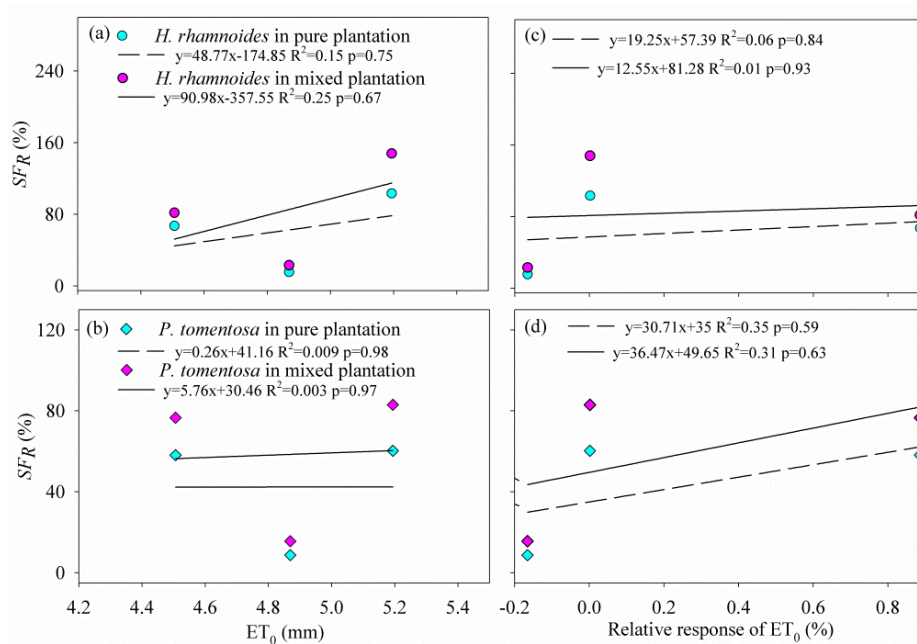 (a)
H. rhamnoides in pure plantation
y=48.77x-174.85 R²=0.15 p=0.75
H. rhamnoides in mixed plantation
y=90.98x-357.55 R²=0.25 p=0.67
240
160
80
0
SF_R (%)
(c)
y=19.25x+57.39 R²=0.06 p=0.84
y=12.55x+81.28 R²=0.01 p=0.93
(b)
P. tomentosa in pure plantation
y=0.26x+41.16 R²=0.009 p=0.98
P. tomentosa in mixed plantation
y=5.76x+30.46 R²=0.003 p=0.97
120
80
40
0
SF_R (%)
4.2 4.4 4.6 4.8 5.0 5.2 5.4
ET₀ (mm)
(d)
y=30.71x+35 R²=0.35 p=0.59
y=36.47x+49.65 R²=0.31 p=0.63
-0.2 0.0 0.2 0.4 0.6 0.8
Relative response of ET₀ (%)